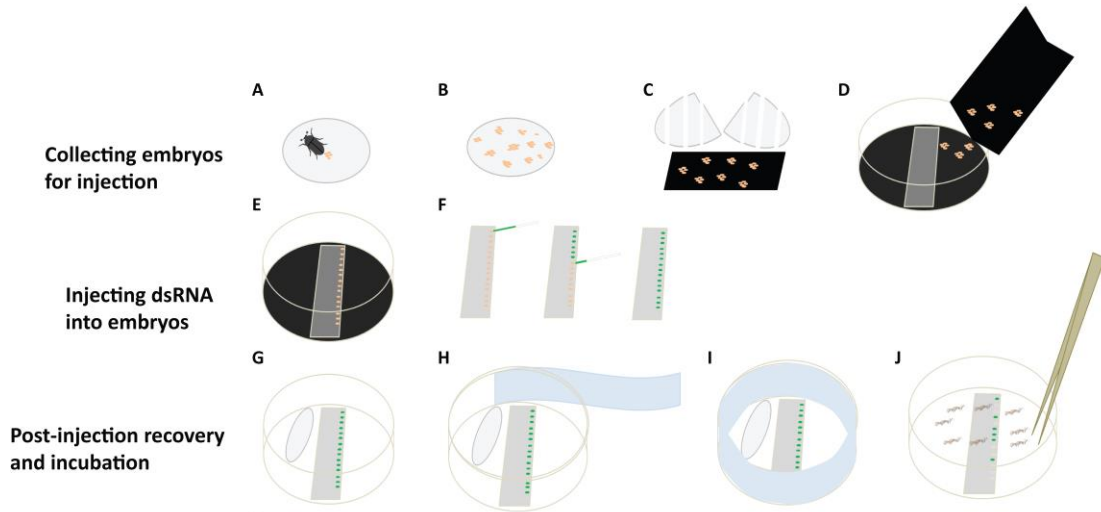 A
B
C
D
Collecting embryos
for injection
E
F
Injecting dsRNA
into embryos
G
H
I
J
Post-injection recovery
and incubation